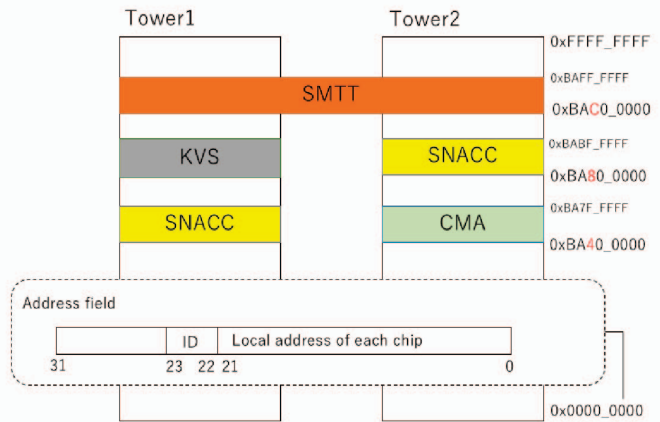 Tower1 Tower2
0xFFFF_FFFF
0xBAFF_FFFF
SMTT
0xBAC0_0000
0xBABF_FFFF
KVS SNACC
0xBA80_0000
0xBA7F_FFFF
SNACC CMA
0xBA40_0000
Address field
ID Local address of each chip
31 23 22 21 0
0x0000_0000